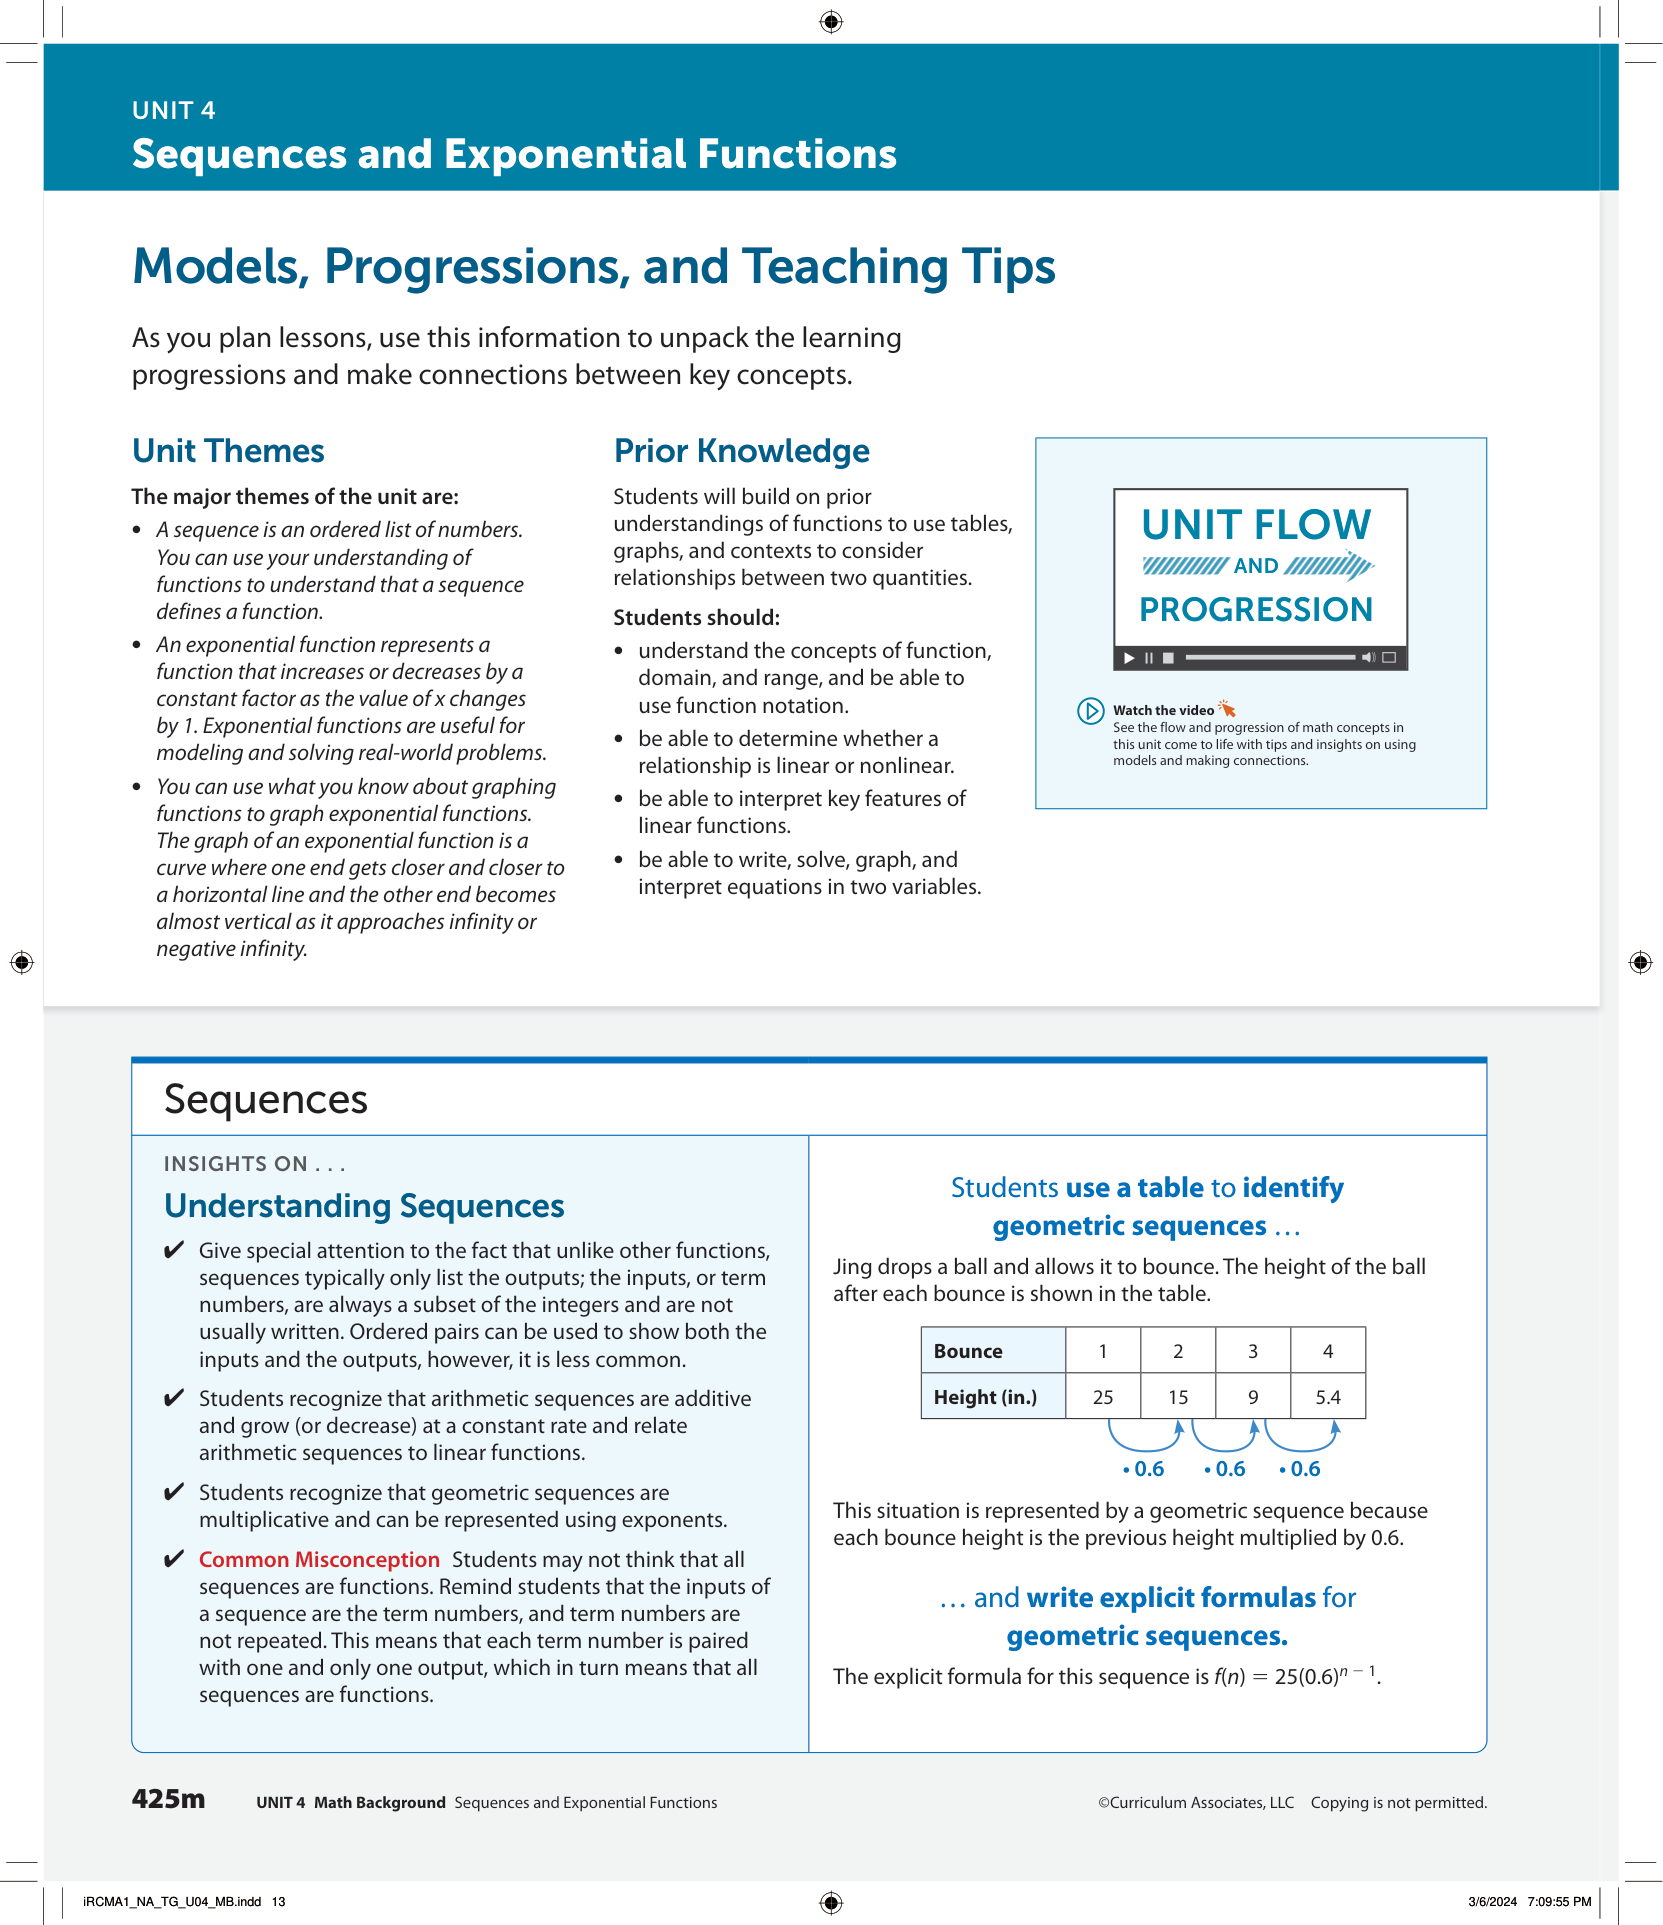 UNIT 4
Sequences and Exponential Functions
Models, Progressions, and Teaching Tips
As you plan lessons, use this information to unpack the learning
progressions and make connections between key concepts.
Unit Themes
The major themes of the unit are:
• A sequence is an ordered list of numbers.
You can use your understanding of
functions to understand that a sequence
defines a function.
• An exponential function represents a
function that increases or decreases by a
constant factor as the value of x changes
by 1. Exponential functions are useful for
modeling and solving real-world problems.
• You can use what you know about graphing
functions to graph exponential functions.
The graph of an exponential function is a
curve where one end gets closer and closer to
a horizontal line and the other end becomes
almost vertical as it approaches infinity or
negative infinity.
Prior Knowledge
Students will build on prior
understandings of functions to use tables,
graphs, and contexts to consider
relationships between two quantities.
Students should:
• understand the concepts of function,
domain, and range, and be able to
use function notation.
• be able to determine whether a
relationship is linear or nonlinear.
• be able to interpret key features of
linear functions.
• be able to write, solve, graph, and
interpret equations in two variables.
UNIT FLOW
AND
PROGRESSION
Watch the video
See the flow and progression of math concepts in
this unit come to life with tips and insights on using
models and making connections.
Sequences
INSIGHTS ON . . .
Understanding Sequences
✔ Give special attention to the fact that unlike other functions,
sequences typically only list the outputs; the inputs, or term
numbers, are always a subset of the integers and are not
usually written. Ordered pairs can be used to show both the
inputs and the outputs, however, it is less common.
✔ Students recognize that arithmetic sequences are additive
and grow (or decrease) at a constant rate and relate
arithmetic sequences to linear functions.
✔ Students recognize that geometric sequences are
multiplicative and can be represented using exponents.
✔ Common Misconception Students may not think that all
sequences are functions. Remind students that the inputs of
a sequence are the term numbers, and term numbers are
not repeated. This means that each term number is paired
with one and only one output, which in turn means that all
sequences are functions.
Students use a table to identify
geometric sequences …
Jing drops a ball and allows it to bounce. The height of the ball
after each bounce is shown in the table.
Bounce 1 2 3 4
Height (in.) 25 15 9 5.4
• 0.6 • 0.6 • 0.6
This situation is represented by a geometric sequence because
each bounce height is the previous height multiplied by 0.6.
… and write explicit formulas for
geometric sequences.
The explicit formula for this sequence is f(n) = 25(0.6)ⁿ ⁻ ¹.
425m UNIT 4 Math Background Sequences and Exponential Functions
©Curriculum Associates, LLC Copying is not permitted.
iRCMA1_NA_TG_U04_MB.indd 13
3/6/2024 7:09:55 PM